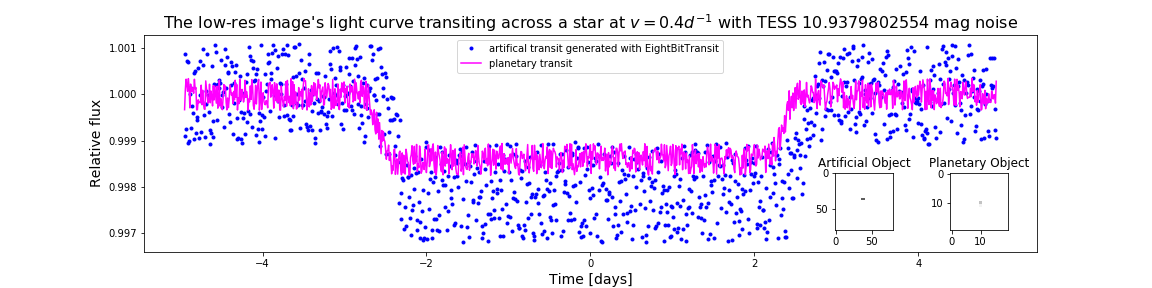 The low-res image's light curve transiting across a star at v = 0.4d⁻¹ with TESS 10.9379802554 mag noise
artifical transit generated with EightBitTransit
planetary transit
Relative flux
1.001
1.000
0.999
0.998
0.997
Artificial Object
Planetary Object
0
50
0
50
0
10
0
10
−4
−2
0
2
4
Time [days]